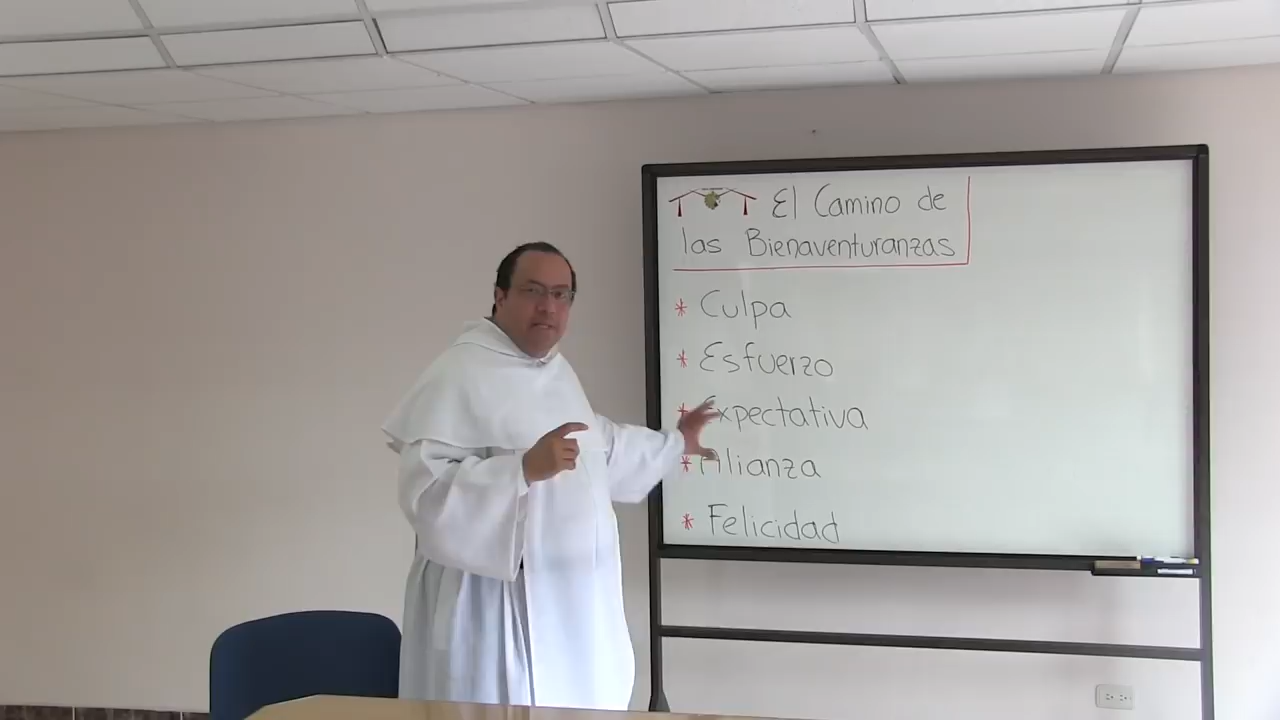 El Camino de
las Bienaventuranzas
* Culpa
* Esfuerzo
* Expectativa
* Alianza
* Felicidad